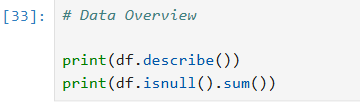 [33]: # Data Overview
print(df.describe())
print(df.isnull().sum())